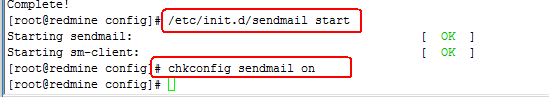 Complete!
[root@redmine config]# /etc/init.d/sendmail start
Starting sendmail: [ OK ]
Starting sm-client: [ OK ]
[root@redmine config]# chkconfig sendmail on
[root@redmine config]#